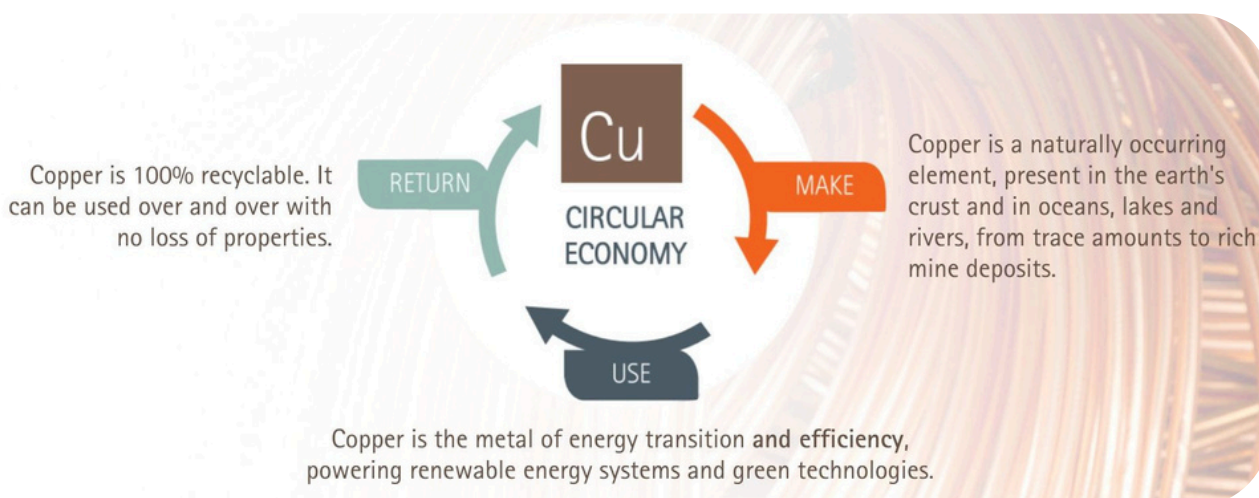 Cu
CIRCULAR
ECONOMY
MAKE
Copper is a naturally occurring
element, present in the earth's
crust and in oceans, lakes and
rivers, from trace amounts to rich
mine deposits.
USE
Copper is the metal of energy transition and efficiency,
powering renewable energy systems and green technologies.
RETURN
Copper is 100% recyclable. It
can be used over and over with
no loss of properties.